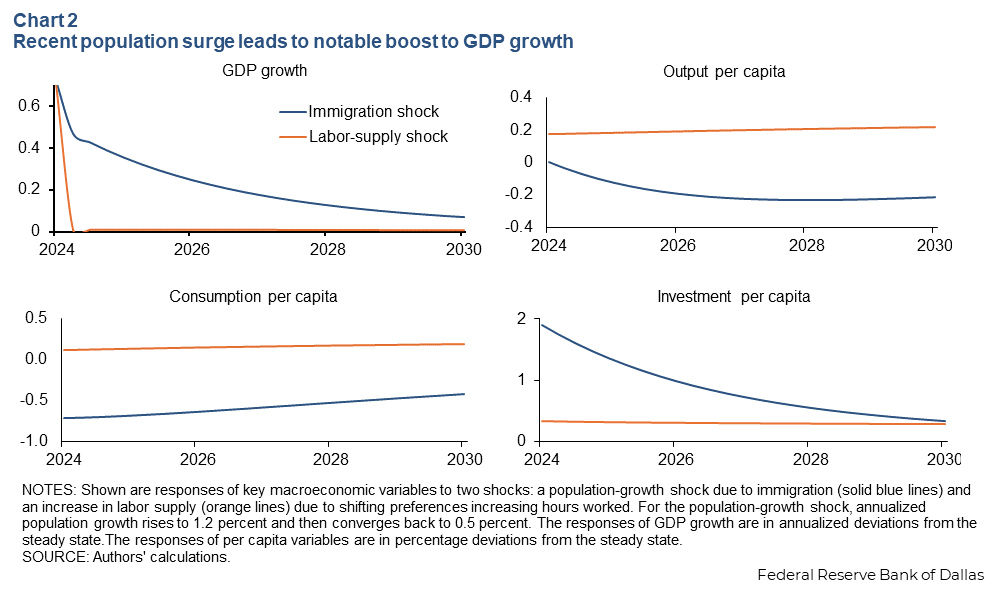 Chart 2
Recent population surge leads to notable boost to GDP growth
GDP growth
0.6
0.4
0.2
0
2024
2026
2028
2030
Immigration shock
Labor-supply shock
Output per capita
0.4
0.2
0
-0.2
-0.4
2024
2026
2028
2030
Consumption per capita
0.5
0.0
-0.5
-1.0
2024
2026
2028
2030
Investment per capita
2
1
0
2024
2026
2028
2030
NOTES: Shown are responses of key macroeconomic variables to two shocks: a population-growth shock due to immigration (solid blue lines) and
an increase in labor supply (orange lines) due to shifting preferences increasing hours worked. For the population-growth shock, annualized
population growth rises to 1.2 percent and then converges back to 0.5 percent. The responses of GDP growth are in annualized deviations from the
steady state.The responses of per capita variables are in percentage deviations from the steady state.
SOURCE: Authors' calculations.
Federal Reserve Bank of Dallas